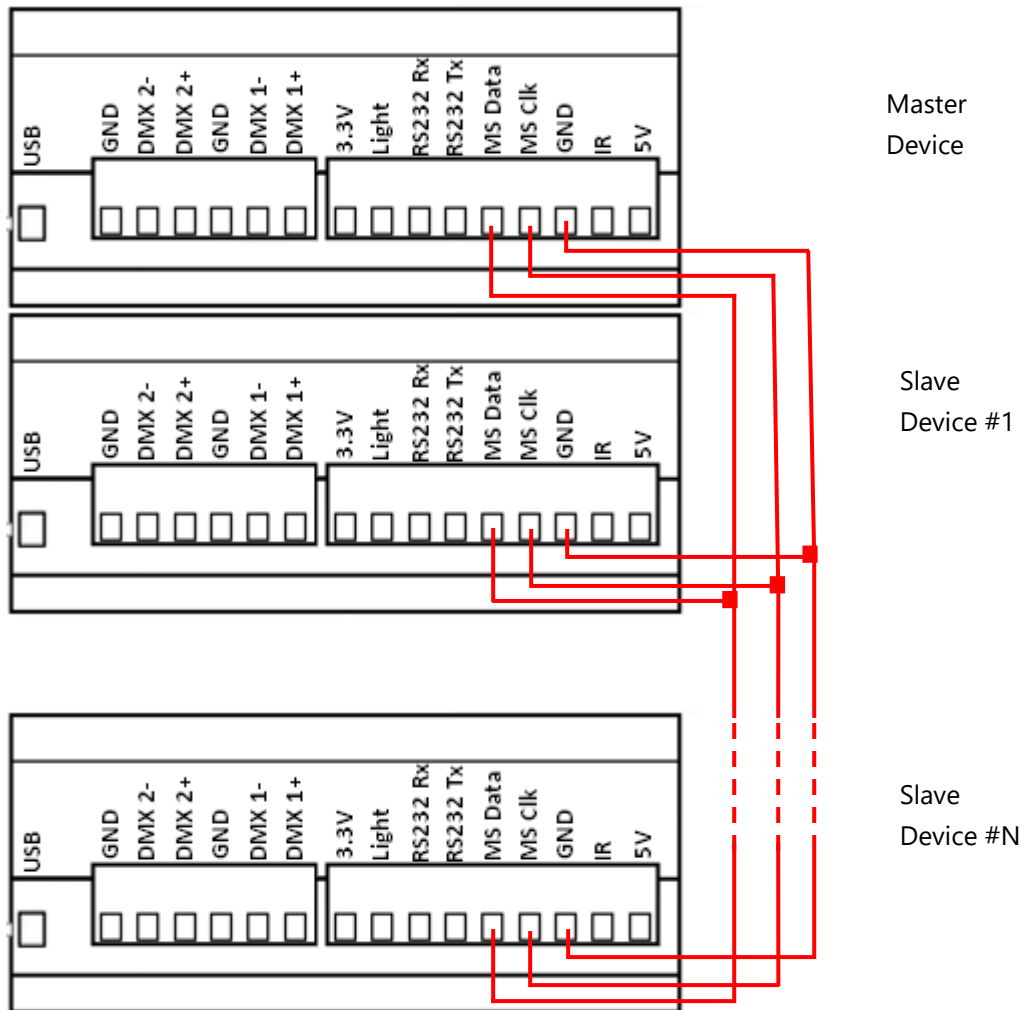 USB
GND
DMX 2-
DMX 2+
GND
DMX 1-
DMX 1+
3.3V
Light
RS232 Rx
RS232 Tx
MS Data
MS Clk
GND
IR
5V
Master
Device
USB
GND
DMX 2-
DMX 2+
GND
DMX 1-
DMX 1+
3.3V
Light
RS232 Rx
RS232 Tx
MS Data
MS Clk
GND
IR
5V
Slave
Device #1
USB
GND
DMX 2-
DMX 2+
GND
DMX 1-
DMX 1+
3.3V
Light
RS232 Rx
RS232 Tx
MS Data
MS Clk
GND
IR
5V
Slave
Device #N